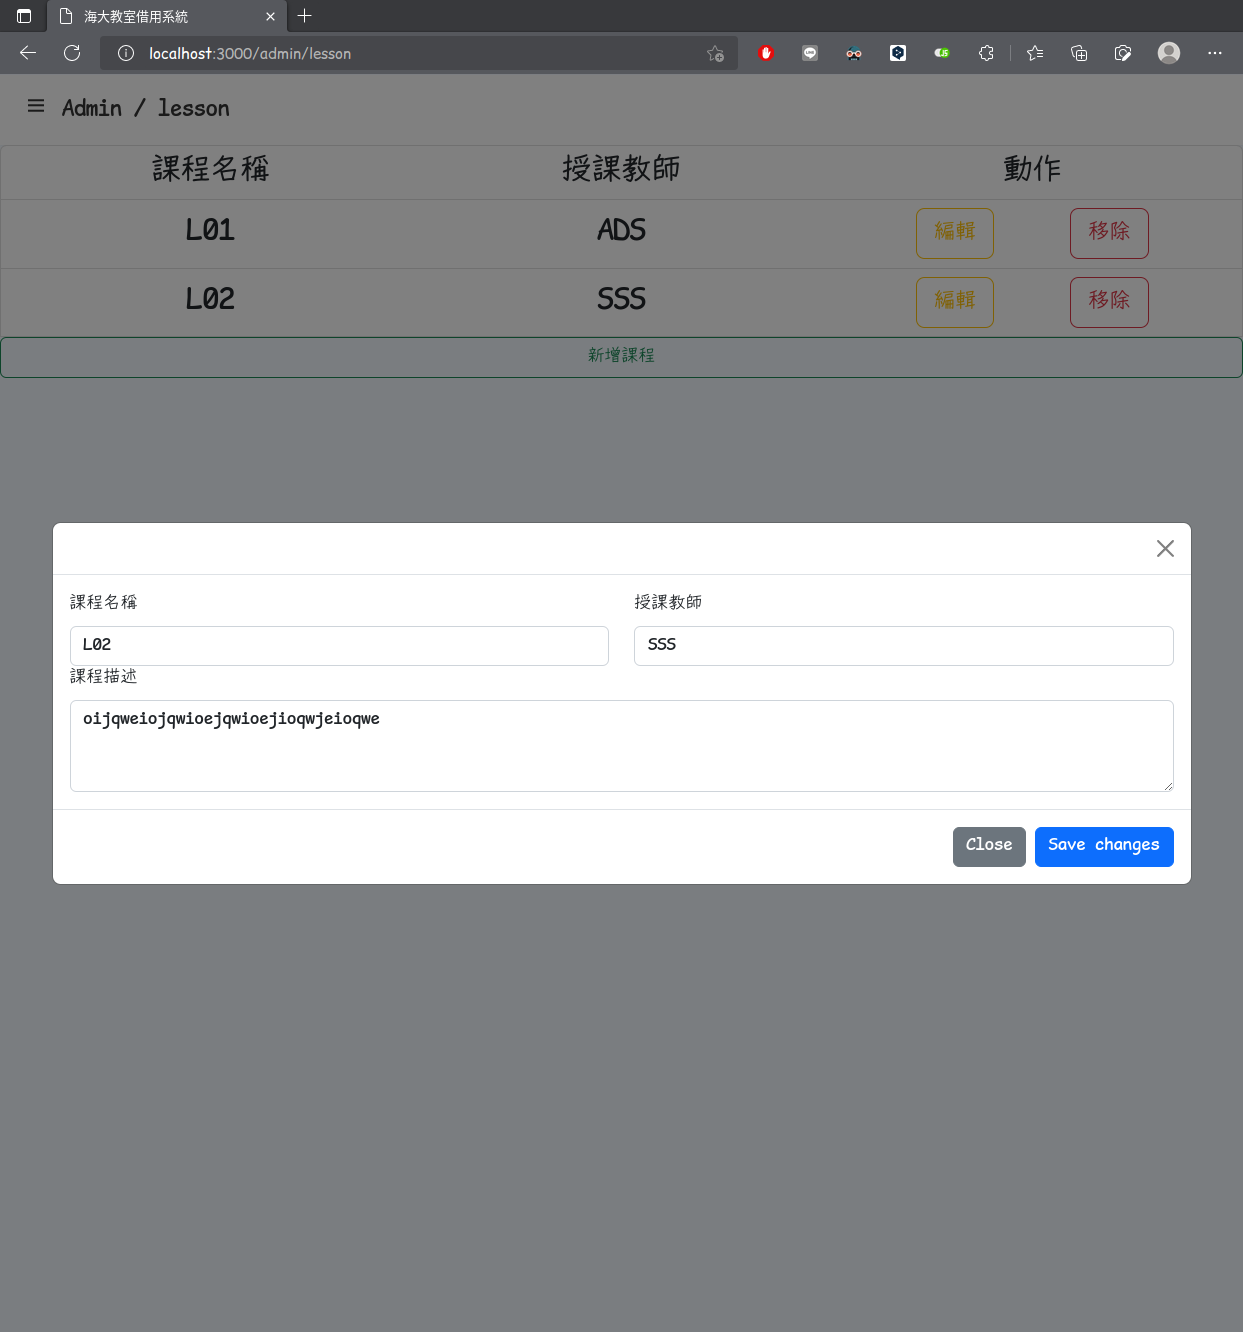 海大教室借用系統
localhost:3000/admin/lesson
Admin / lesson
課程名稱 授課教師 動作
L01 ADS 編輯 移除
L02 SSS 編輯 移除
新增課程
課程名稱 授課教師
L02 SSS
課程描述
oijqweiojqwioejqwioejioqwjeioqwe
Close Save changes